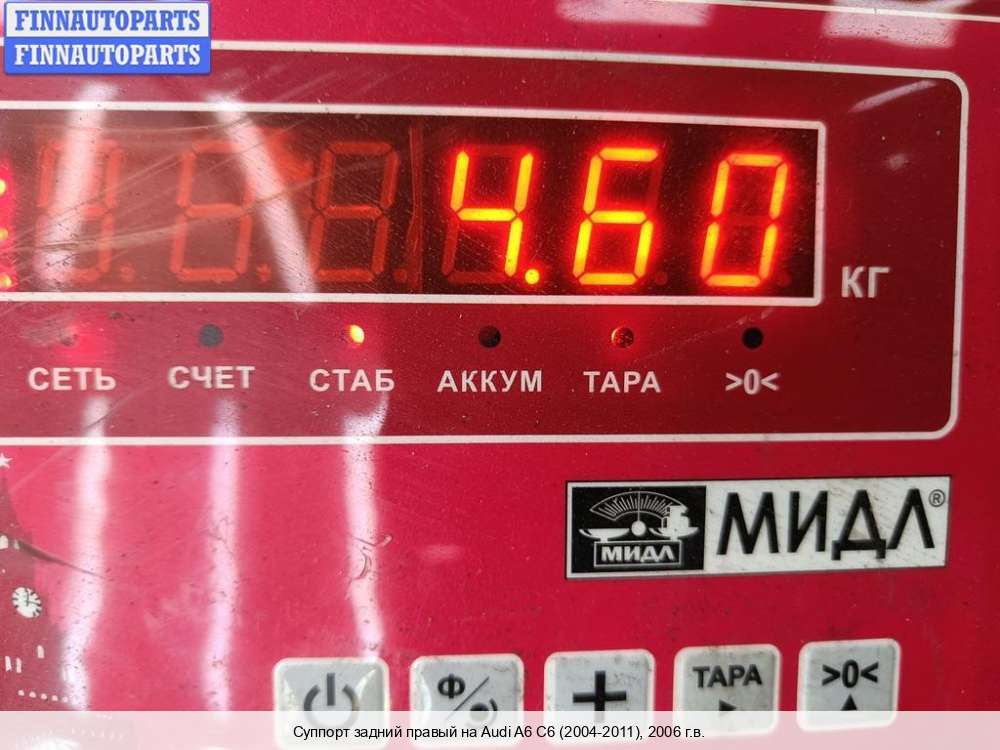 FINNAUTOPARTS
FINNAUTOPARTS
4.60
КГ
СЕТЬ СЧЕТ СТАБ АККУМ ТАРА >0<
МИДЛ МИДЛ®
Ф ТАРА >0<
Суппорт задний правый на Audi A6 C6 (2004-2011), 2006 г.в.